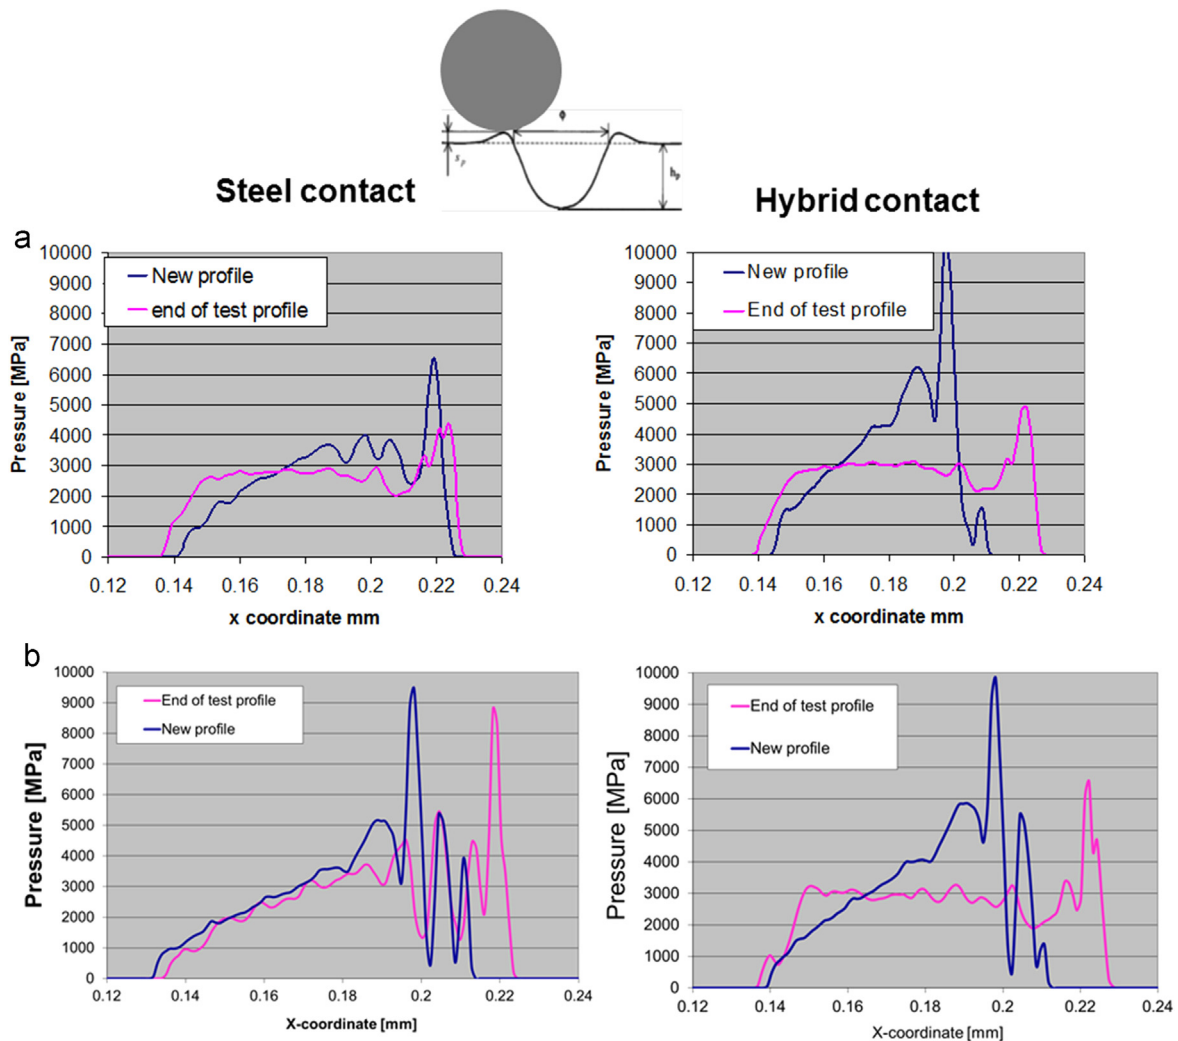 ϕ
s_p
h_p
Steel contact
Hybrid contact
a
10000
9000
8000
7000
6000
5000
4000
3000
2000
1000
0
Pressure [MPa]
New profile
end of test profile
0.12 0.14 0.16 0.18 0.2 0.22 0.24
x coordinate mm
10000
9000
8000
7000
6000
5000
4000
3000
2000
1000
0
Pressure [MPa]
New profile
End of test profile
0.12 0.14 0.16 0.18 0.2 0.22 0.24
x coordinate mm
b
10000
9000
8000
7000
6000
5000
4000
3000
2000
1000
0
Pressure [MPa]
End of test profile
New profile
0.12 0.14 0.16 0.18 0.2 0.22 0.24
X-coordinate [mm]
10000
9000
8000
7000
6000
5000
4000
3000
2000
1000
0
Pressure [MPa]
End of test profile
New profile
0.12 0.14 0.16 0.18 0.2 0.22 0.24
X-coordinate [mm]